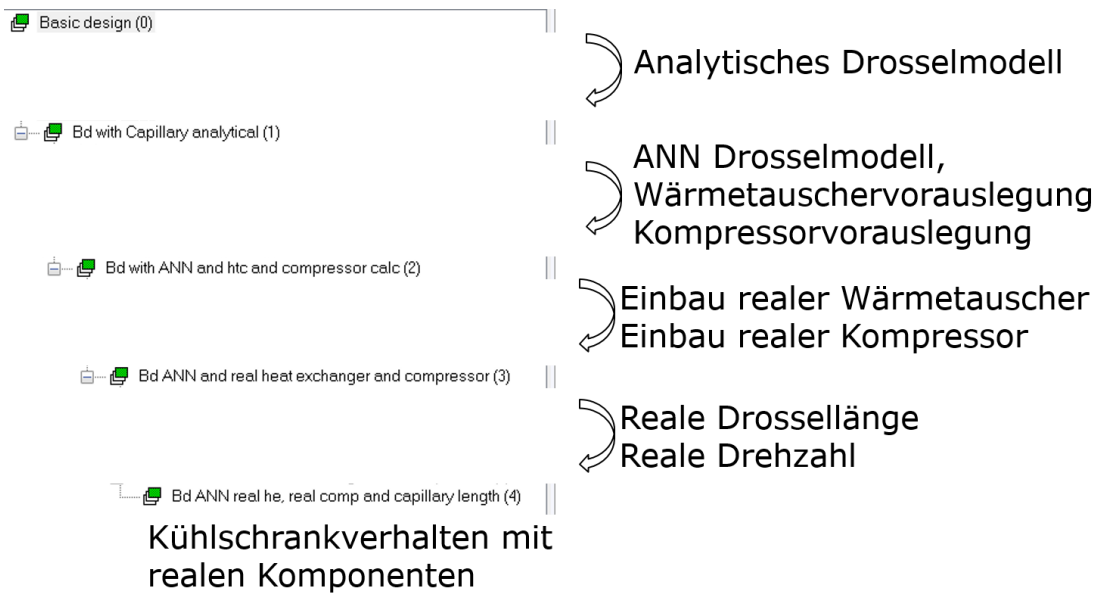 Basic design (0)
Analytisches Drosselmodell
Bd with Capillary analytical (1)
ANN Drosselmodell,
Wärmetauschervorauslegung
Kompressorvorauslegung
Bd with ANN and htc and compressor calc (2)
Einbau realer Wärmetauscher
Einbau realer Kompressor
Bd ANN and real heat exchanger and compressor (3)
Reale Drossellänge
Reale Drehzahl
Bd ANN real he, real comp and capillary length (4)
Kühlschrankverhalten mit
realen Komponenten